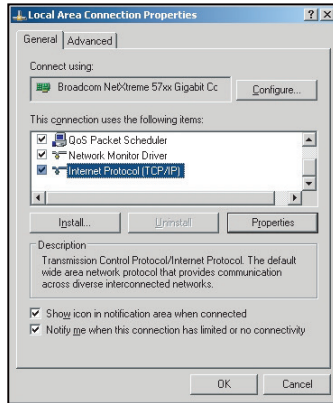 Local Area Connection Properties
General Advanced
Connect using:
Broadcom NetXtreme 57xx Gigabit Cc
Configure...
This connection uses the following items:
QoS Packet Scheduler
Network Monitor Driver
Internet Protocol (TCP/IP)
Install... Uninstall Properties
Description
Transmission Control Protocol/Internet Protocol. The default
wide area network protocol that provides communication
across diverse interconnected networks.
Show icon in notification area when connected
Notify me when this connection has limited or no connectivity
OK Cancel